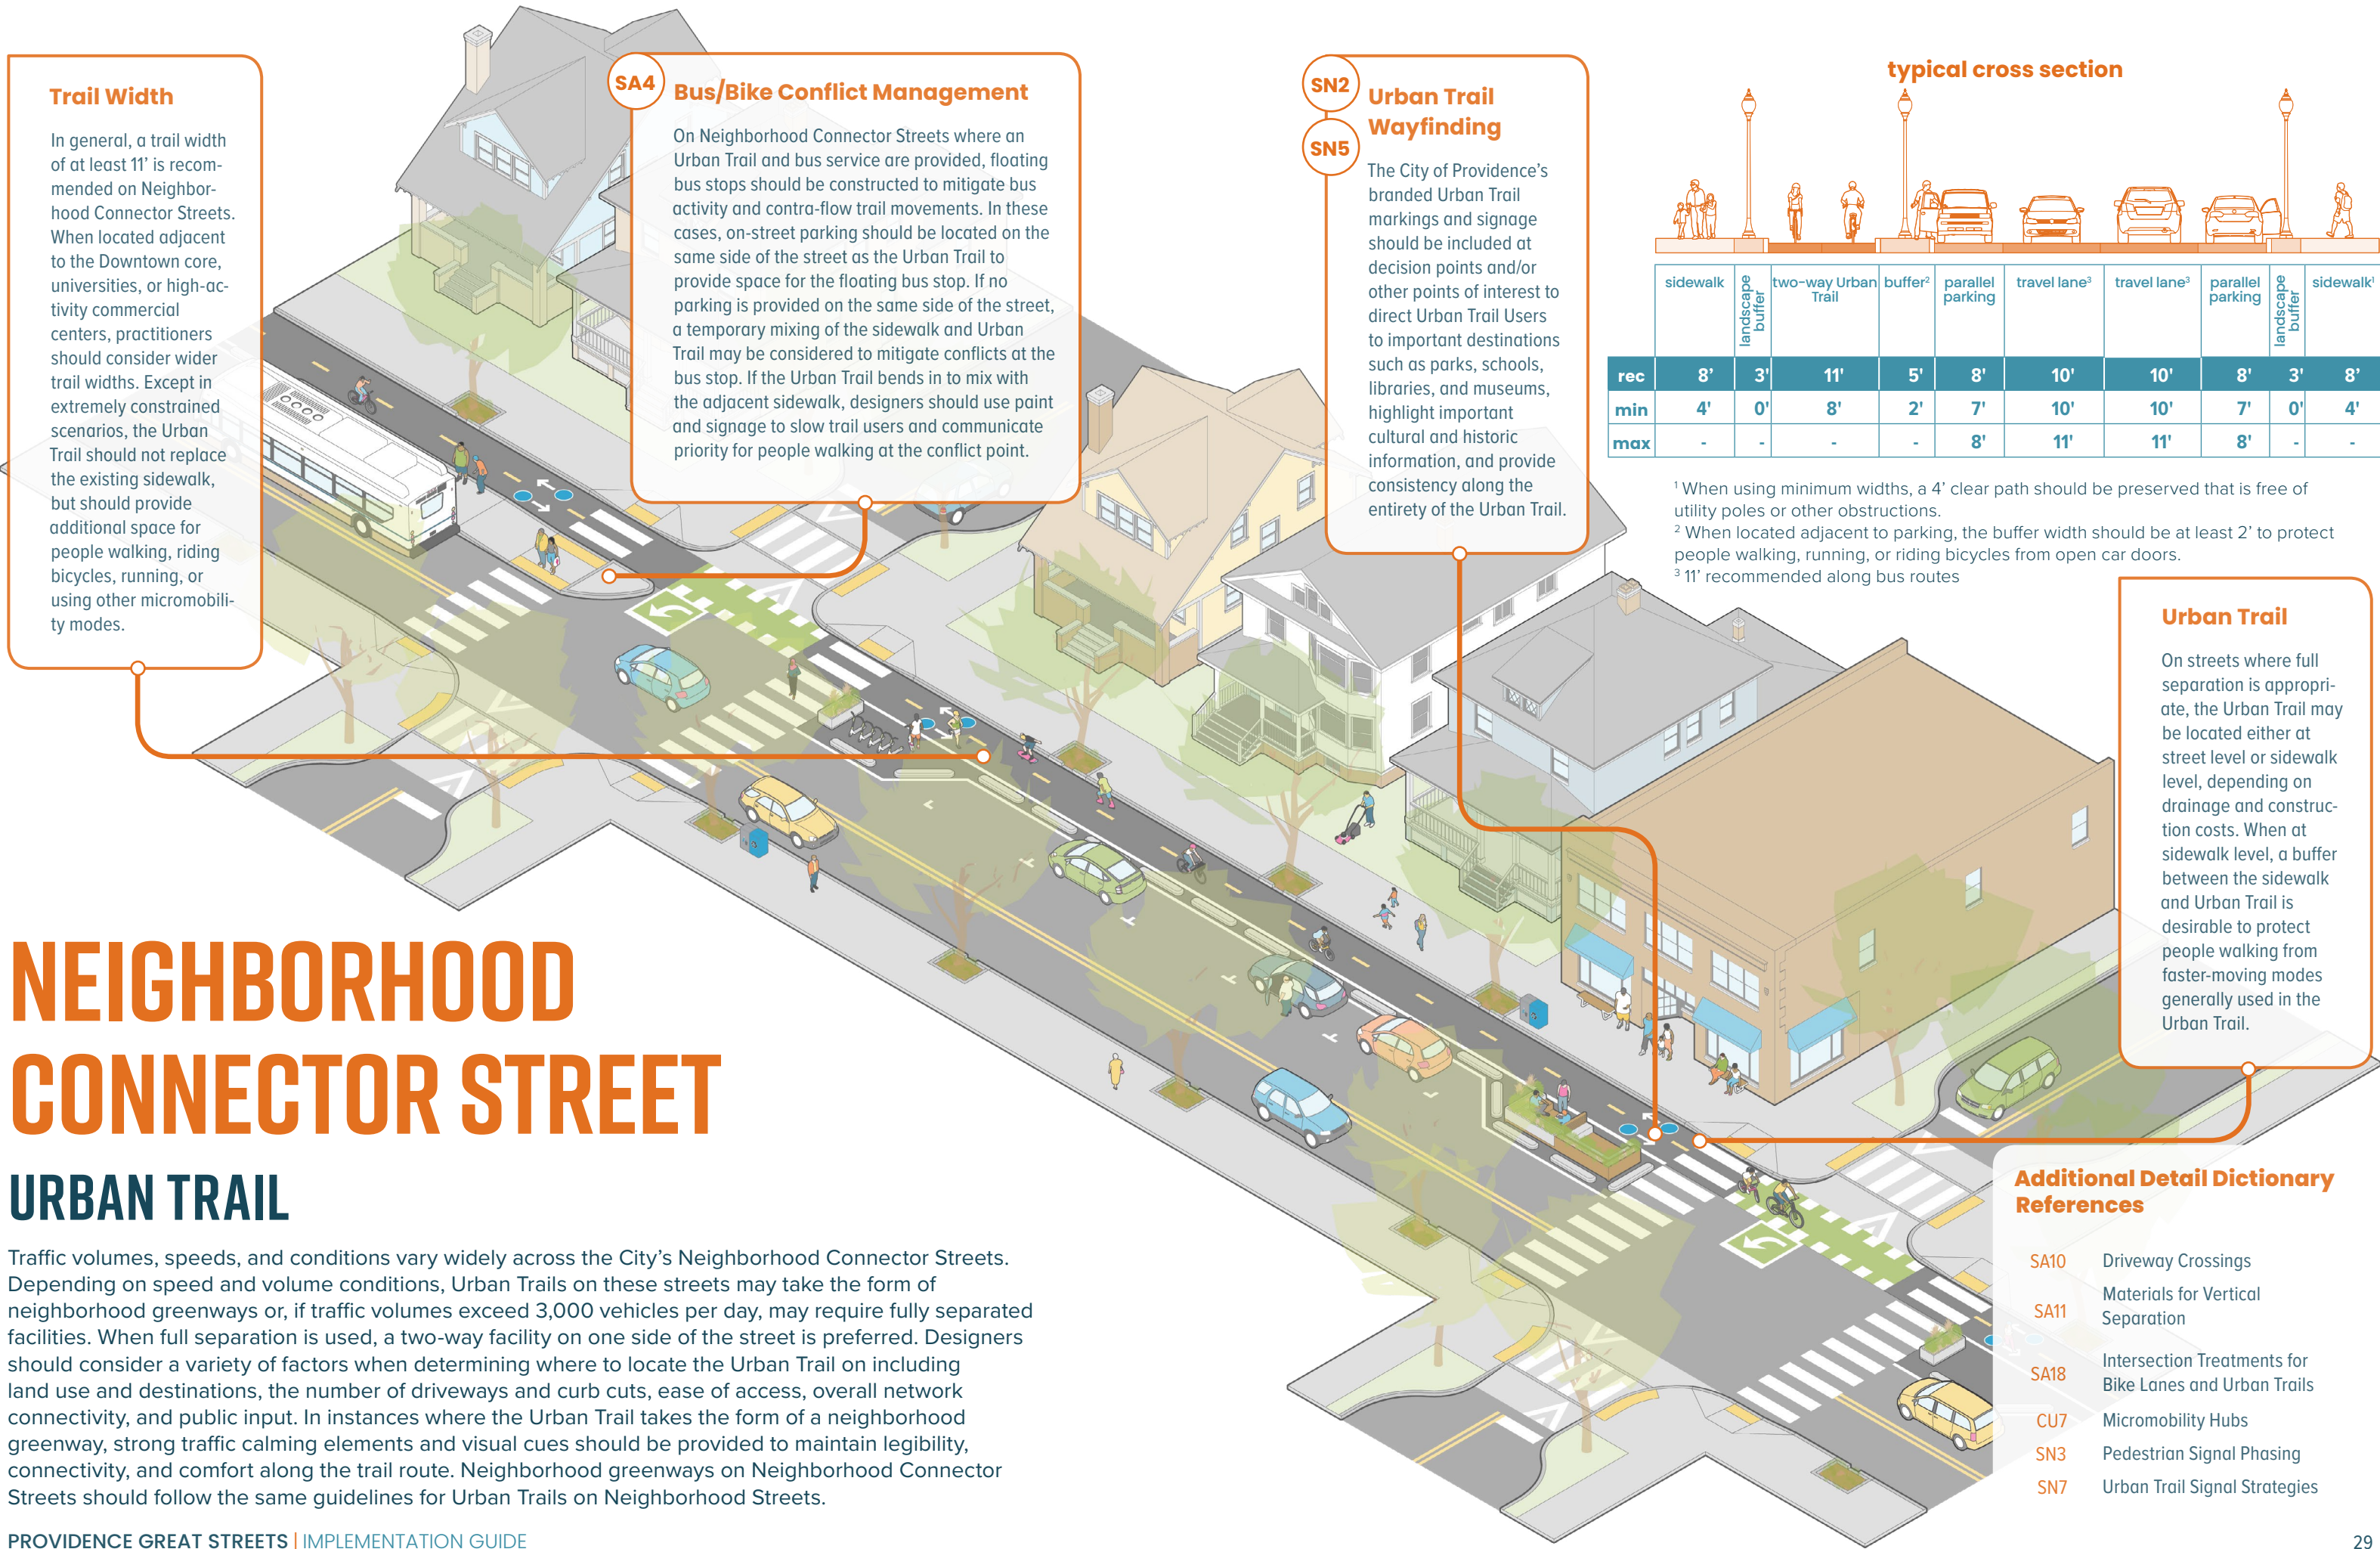 Trail Width
In general, a trail width
of at least 11’ is recom-
mended on Neighbor-
hood Connector Streets.
When located adjacent
to the Downtown core,
universities, or high-ac-
tivity commercial
centers, practitioners
should consider wider
trail widths. Except in
extremely constrained
scenarios, the Urban
Trail should not replace
the existing sidewalk,
but should provide
additional space for
people walking, riding
bicycles, running, or
using other micromobili-
ty modes.
SA4
Bus/Bike Conflict Management
On Neighborhood Connector Streets where an
Urban Trail and bus service are provided, floating
bus stops should be constructed to mitigate bus
activity and contra-flow trail movements. In these
cases, on-street parking should be located on the
same side of the street as the Urban Trail to
provide space for the floating bus stop. If no
parking is provided on the same side of the street,
a temporary mixing of the sidewalk and Urban
Trail may be considered to mitigate conflicts at the
bus stop. If the Urban Trail bends in to mix with
the adjacent sidewalk, designers should use paint
and signage to slow trail users and communicate
priority for people walking at the conflict point.
SN2
SN5
Urban Trail
Wayfinding
The City of Providence’s
branded Urban Trail
markings and signage
should be included at
decision points and/or
other points of interest to
direct Urban Trail Users
to important destinations
such as parks, schools,
libraries, and museums,
highlight important
cultural and historic
information, and provide
consistency along the
entirety of the Urban Trail.
typical cross section
sidewalk landscape buffer two-way Urban Trail buffer² parallel parking travel lane³ travel lane³ parallel parking landscape buffer sidewalk¹
rec 8’ 3' 11' 5' 8' 10' 10' 8' 3' 8’
min 4' 0' 8' 2' 7' 10' 10' 7' 0' 4'
max - - - - 8' 11' 11' 8' - -
¹ When using minimum widths, a 4’ clear path should be preserved that is free of
utility poles or other obstructions.
² When located adjacent to parking, the buffer width should be at least 2’ to protect
people walking, running, or riding bicycles from open car doors.
³ 11’ recommended along bus routes
Urban Trail
On streets where full
separation is appropri-
ate, the Urban Trail may
be located either at
street level or sidewalk
level, depending on
drainage and construc-
tion costs. When at
sidewalk level, a buffer
between the sidewalk
and Urban Trail is
desirable to protect
people walking from
faster-moving modes
generally used in the
Urban Trail.
NEIGHBORHOOD
CONNECTOR STREET
URBAN TRAIL
Traffic volumes, speeds, and conditions vary widely across the City’s Neighborhood Connector Streets.
Depending on speed and volume conditions, Urban Trails on these streets may take the form of
neighborhood greenways or, if traffic volumes exceed 3,000 vehicles per day, may require fully separated
facilities. When full separation is used, a two-way facility on one side of the street is preferred. Designers
should consider a variety of factors when determining where to locate the Urban Trail on including
land use and destinations, the number of driveways and curb cuts, ease of access, overall network
connectivity, and public input. In instances where the Urban Trail takes the form of a neighborhood
greenway, strong traffic calming elements and visual cues should be provided to maintain legibility,
connectivity, and comfort along the trail route. Neighborhood greenways on Neighborhood Connector
Streets should follow the same guidelines for Urban Trails on Neighborhood Streets.
Additional Detail Dictionary
References
SA10 Driveway Crossings
SA11 Materials for Vertical
Separation
SA18 Intersection Treatments for
Bike Lanes and Urban Trails
CU7 Micromobility Hubs
SN3 Pedestrian Signal Phasing
SN7 Urban Trail Signal Strategies
PROVIDENCE GREAT STREETS | IMPLEMENTATION GUIDE
29